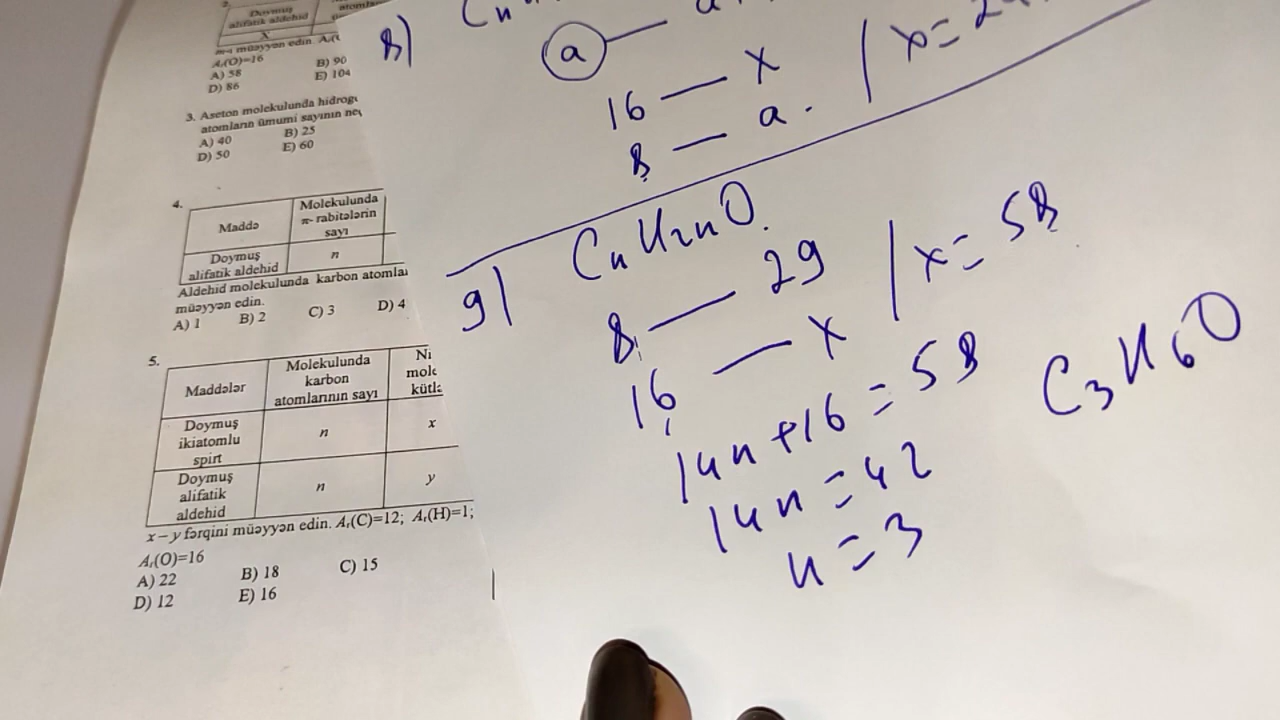 2.
Doymuş
alifatik aldehid
X
müəyyən edin.
Aᵣ(O)=16
A) 58 B) 90
D) 86 E) 104
3. Aseton molekulunda
atomların ümumi sayının
A) 40 B) 25
D) 50 E) 60
4.
Maddə
Molekulunda
π- rabitələrin
sayı
Doymuş
alifatik aldehid
n
Aldehid molekulunda karbon
müəyyən edin.
A) 1 B) 2 C) 3 D) 4
5.
Maddələr
Molekulunda
karbon
atomlarının sayı
Doymuş
ikiatomlu
spirt
n
x
Doymuş
alifatik
aldehid
n
y
x – y fərqini müəyyən edin. Aᵣ(C)=12; Aᵣ(H)=1;
Aᵣ(O)=16
A) 22 B) 18 C) 15
D) 12 E) 16
8)
a
16 — x
8 — a.
9) CnH2nO
8 — 29 | x = 58
16 — x
14n+16 = 58 C3H6O
14n = 42
n = 3